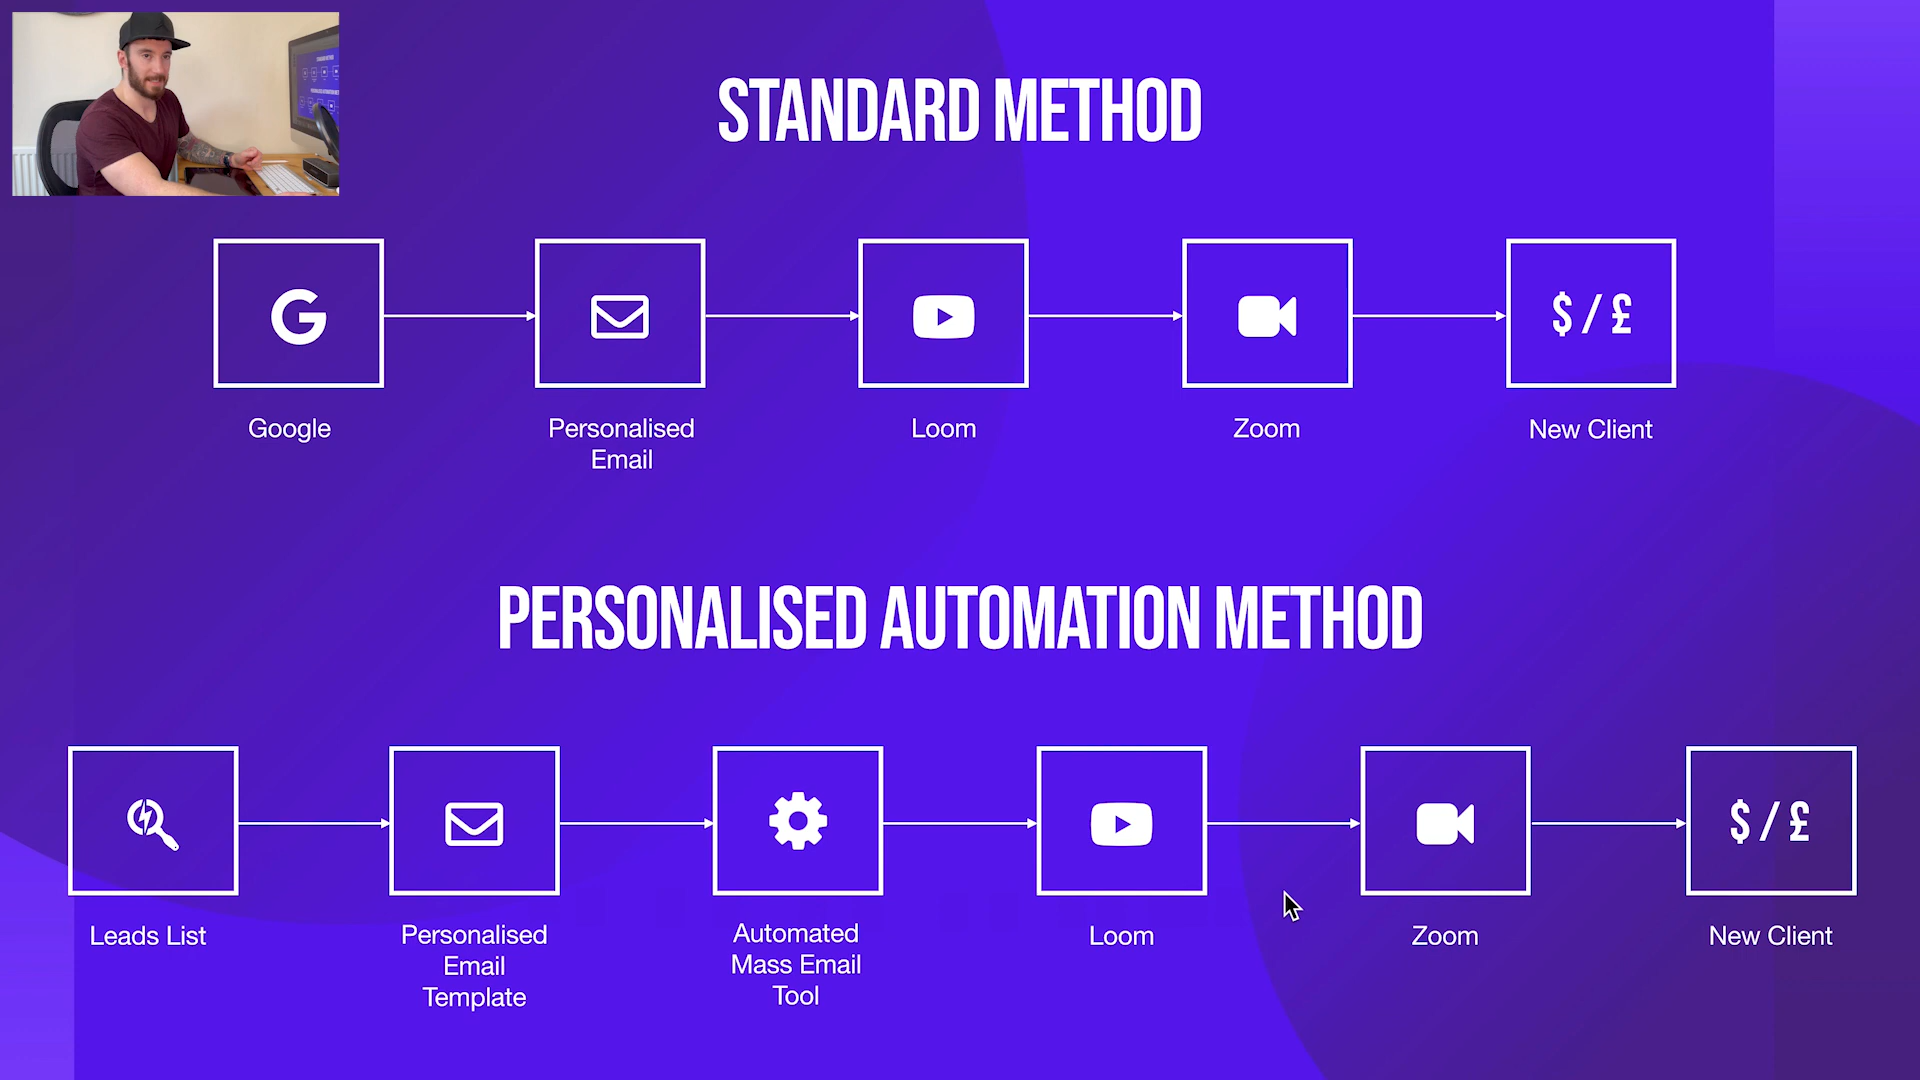 STANDARD METHOD
G
$ / £
Google
Personalised
Email
Loom
Zoom
New Client
PERSONALISED AUTOMATION METHOD
$ / £
Leads List
Personalised
Email
Template
Automated
Mass Email
Tool
Loom
Zoom
New Client